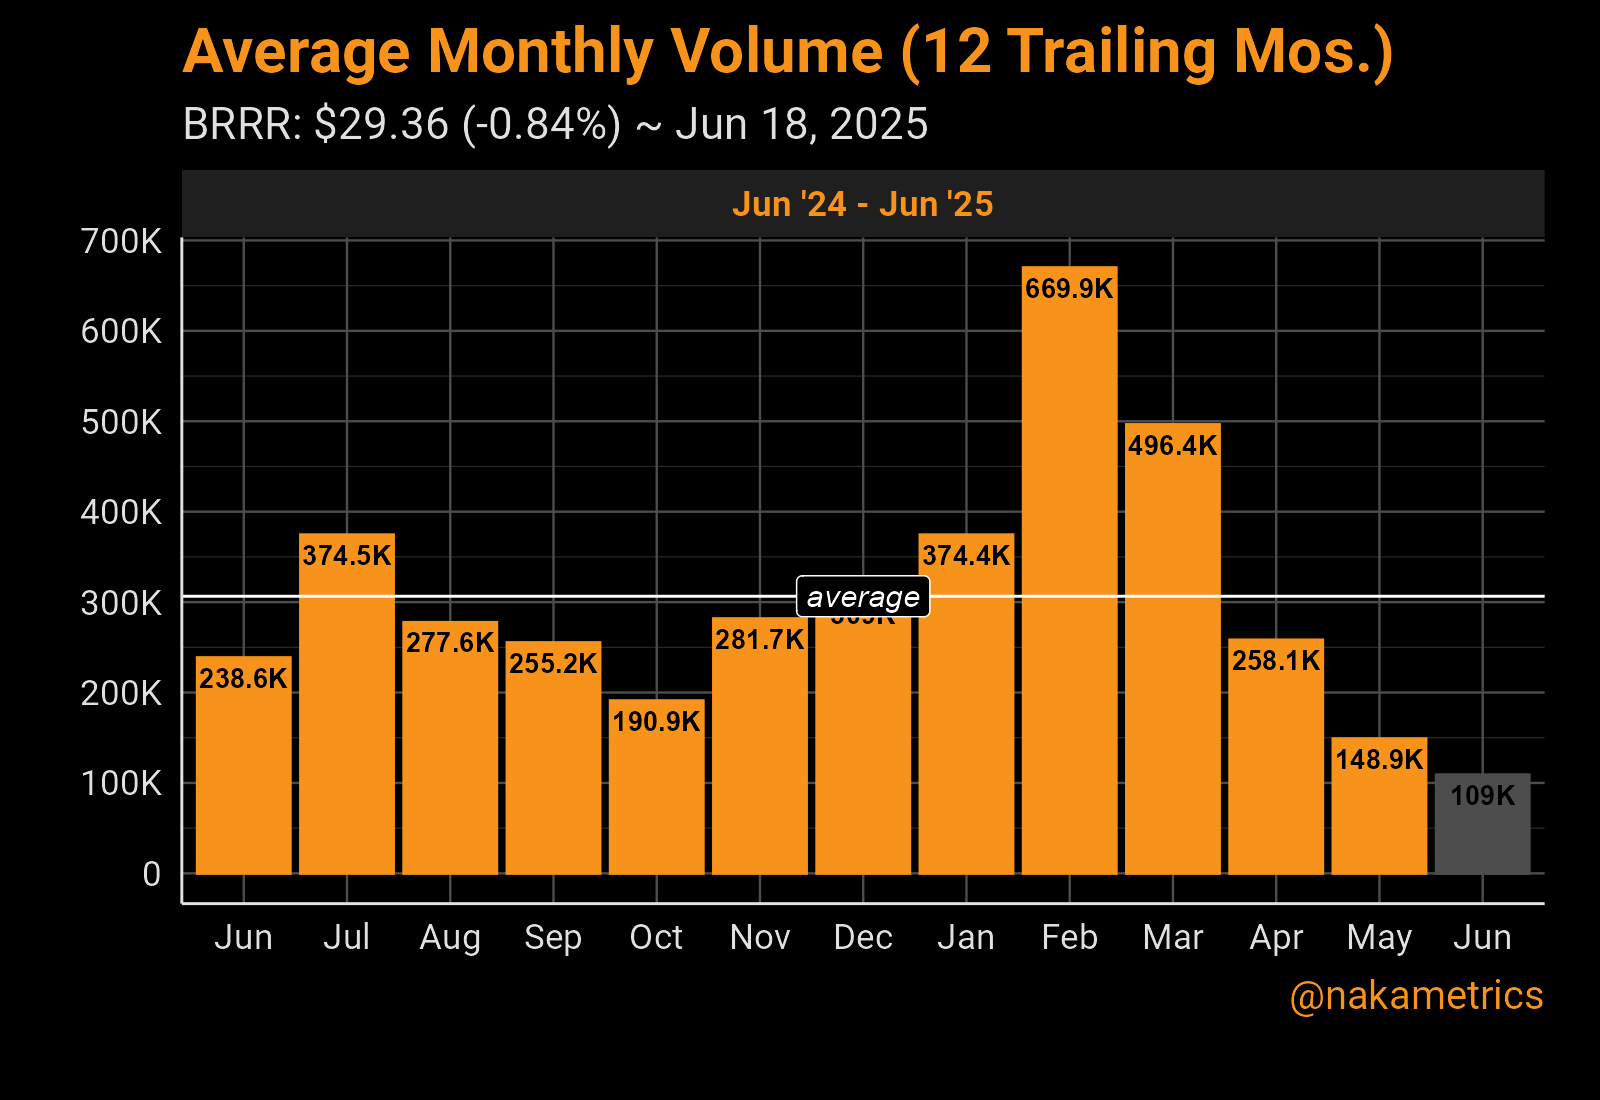 Average Monthly Volume (12 Trailing Mos.)
BRRR: $29.36 (-0.84%) ~ Jun 18, 2025
Jun '24 - Jun '25
700K
600K
500K
400K
300K
200K
100K
0
238.6K
374.5K
277.6K
255.2K
190.9K
281.7K
374.4K
669.9K
496.4K
258.1K
148.9K
109K
average
Jun Jul Aug Sep Oct Nov Dec Jan Feb Mar Apr May Jun
@nakametrics